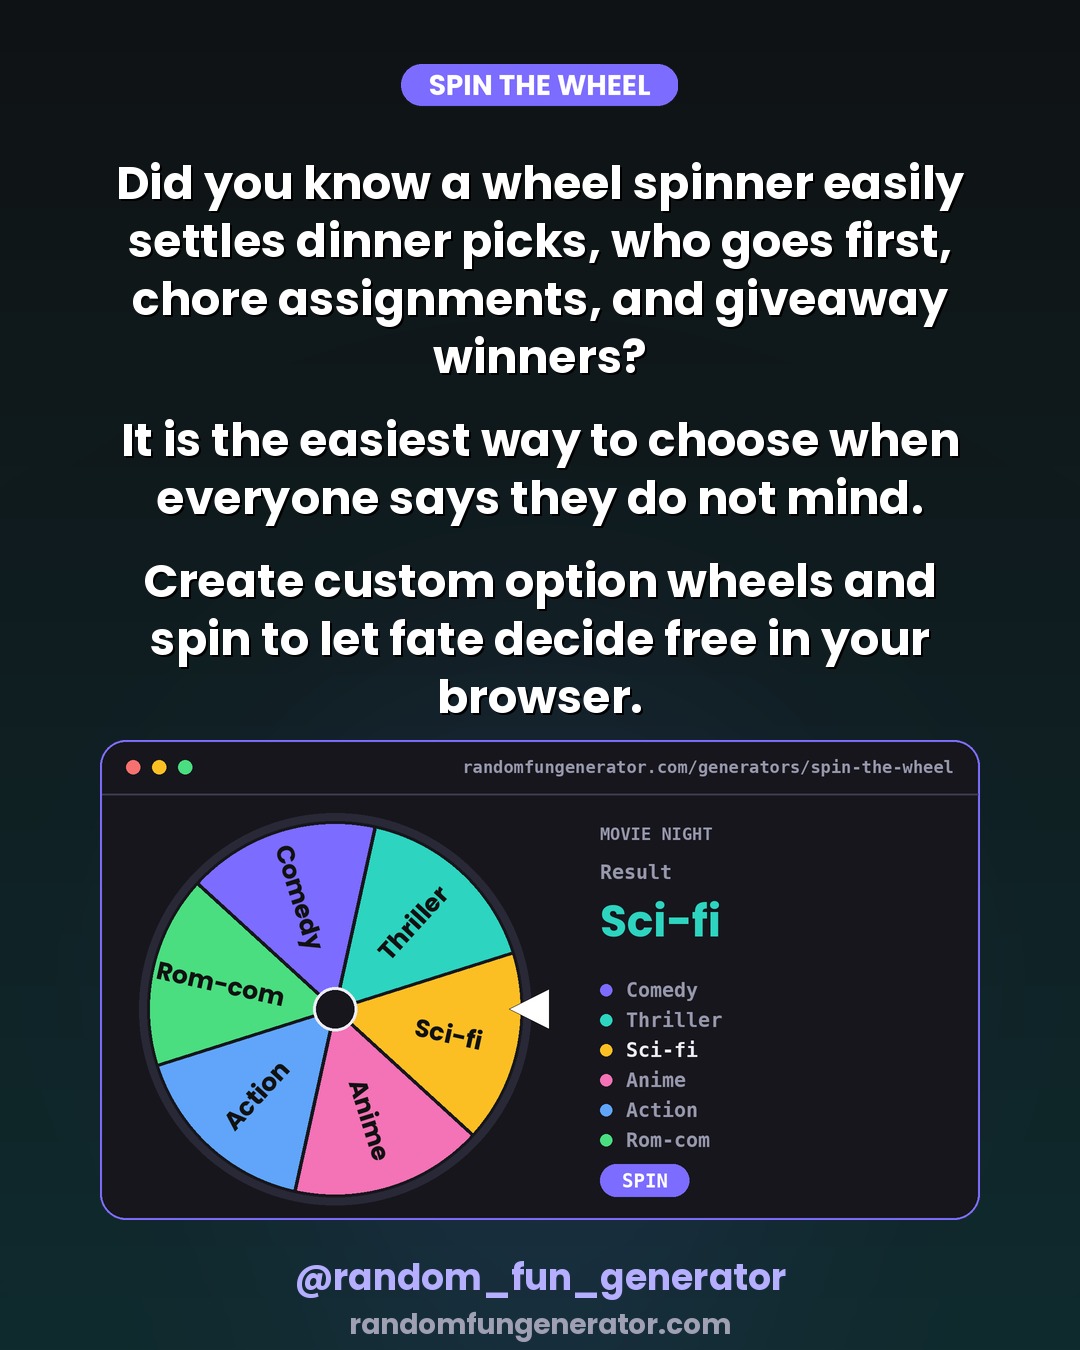 SPIN THE WHEEL
Did you know a wheel spinner easily
settles dinner picks, who goes first,
chore assignments, and giveaway
winners?
It is the easiest way to choose when
everyone says they do not mind.
Create custom option wheels and
spin to let fate decide free in your
browser.
randomfungenerator.com/generators/spin-the-wheel
Comedy
Thriller
Rom-com
Sci-fi
Action
Anime
MOVIE NIGHT
Result
Sci-fi
Comedy
Thriller
Sci-fi
Anime
Action
Rom-com
SPIN
@random_fun_generator
randomfungenerator.com